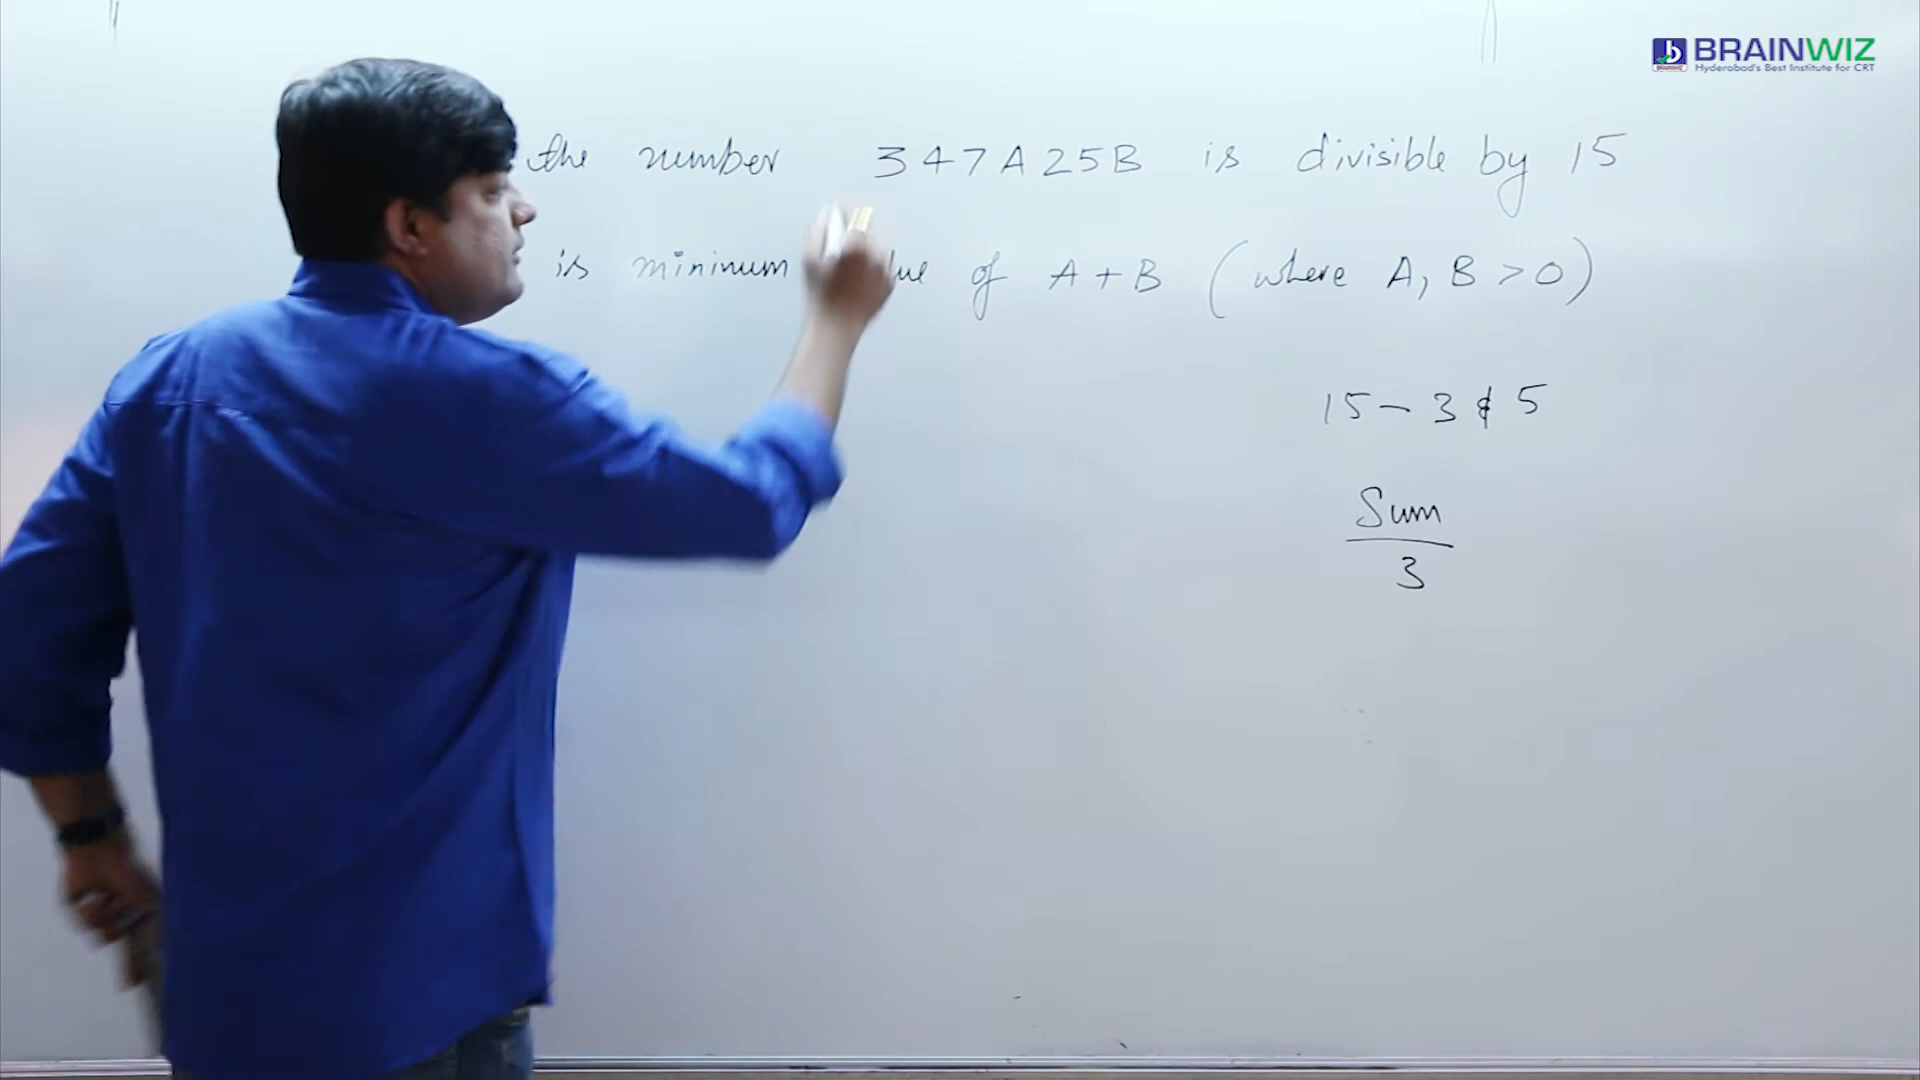 BRAINWIZ
Hyderabad's Best Institute for CRT
the number 347A25B is divisible by 15
is mininum of A+B (where A, B >0)
15 - 3 & 5
Sum
3